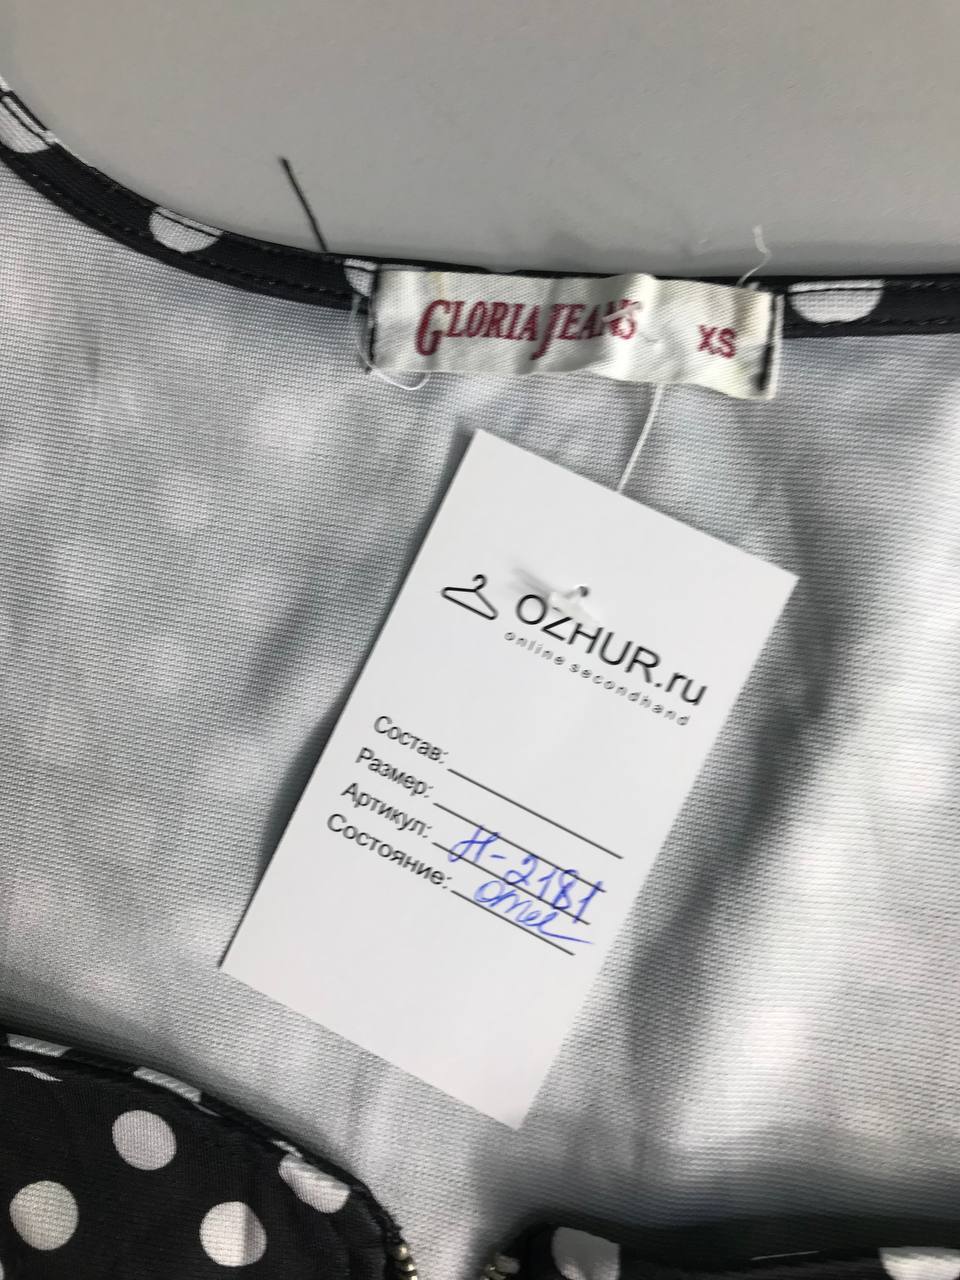 GLORIA JEANS XS
OZHUR.ru
online secondhand
Состав:
Размер:
Артикул: Н-2181
Состояние: Отл